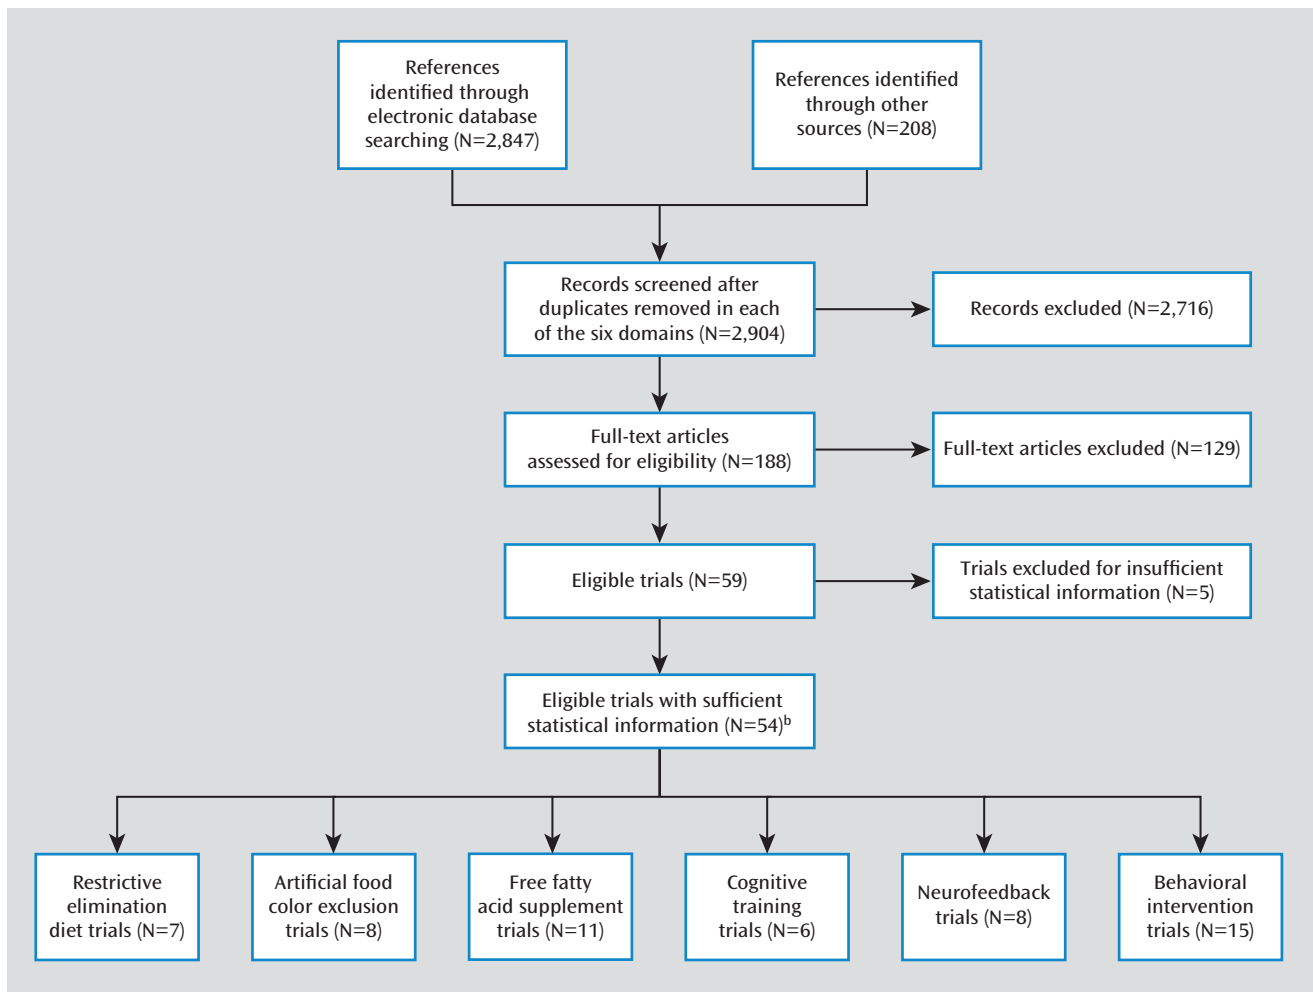 References
identified through
electronic database
searching (N=2,847)
References identified
through other
sources (N=208)
Records screened after
duplicates removed in each
of the six domains (N=2,904)
Records excluded (N=2,716)
Full-text articles
assessed for eligibility (N=188)
Full-text articles excluded (N=129)
Eligible trials (N=59)
Trials excluded for insufficient
statistical information (N=5)
Eligible trials with sufficient
statistical information (N=54)b
Restrictive
elimination
diet trials (N=7)
Artificial food
color exclusion
trials (N=8)
Free fatty
acid supplement
trials (N=11)
Cognitive
training
trials (N=6)
Neurofeedback
trials (N=8)
Behavioral
intervention
trials (N=15)